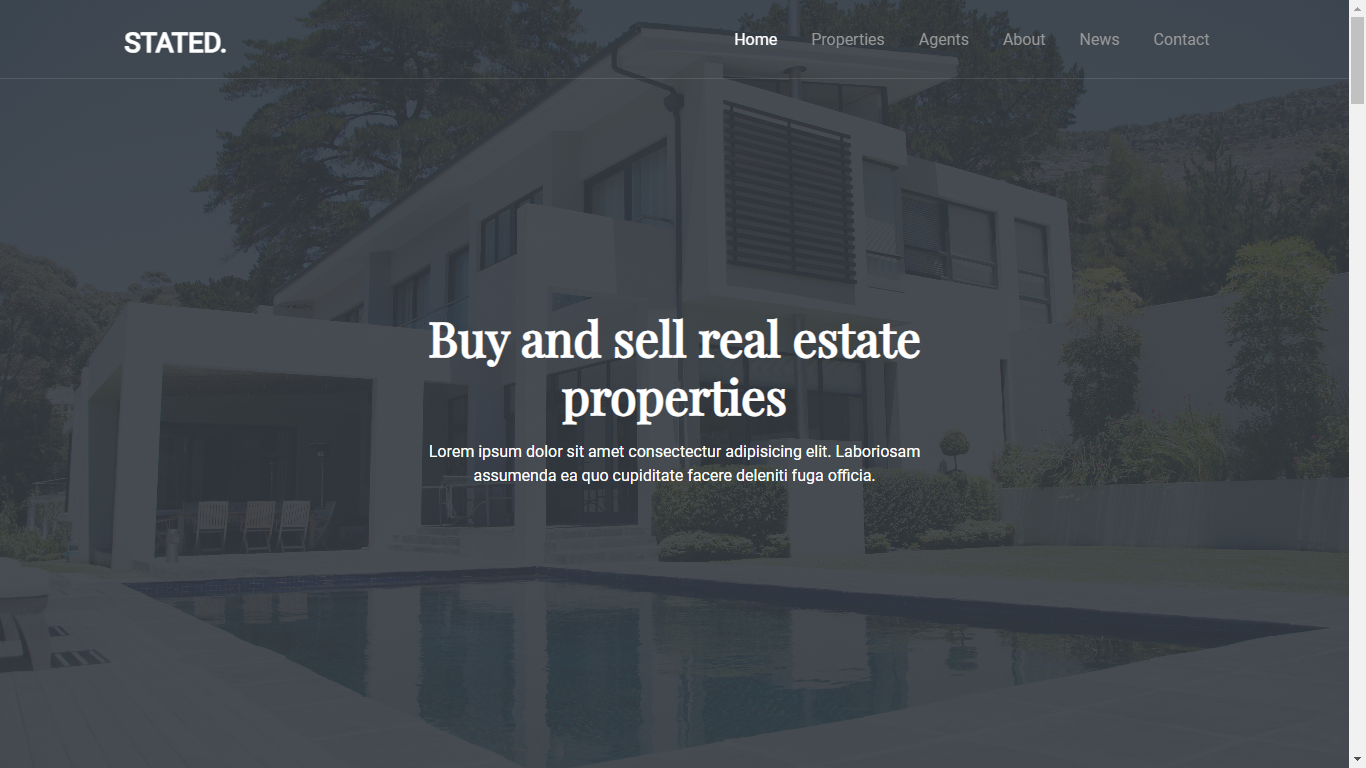 STATED.
Home Properties Agents About News Contact
Buy and sell real estate
properties
Lorem ipsum dolor sit amet consectetur adipisicing elit. Laboriosam
assumenda ea quo cupiditate facere deleniti fuga officia.